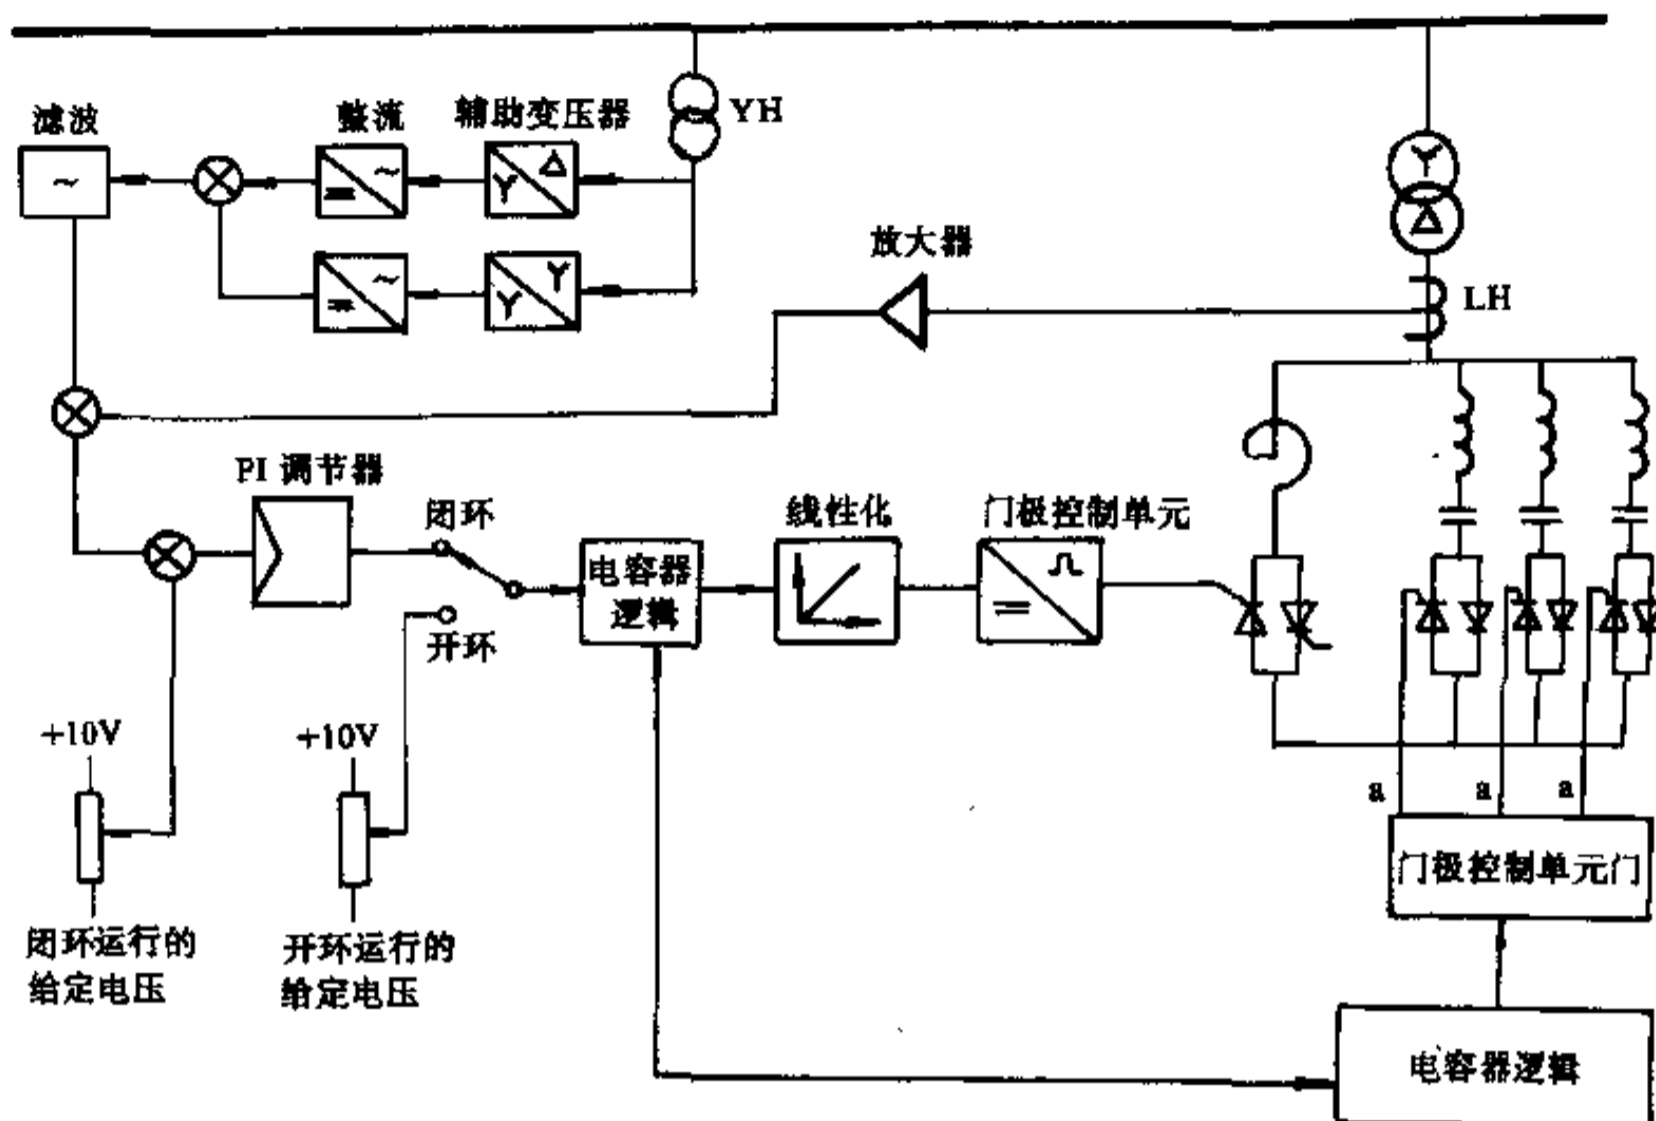 滤波
整流
辅助变压器
YH
放大器
LH
PI 调节器
闭环
开环
电容器
逻辑
线性化
门极控制单元
+10V
+10V
a
a
a
门极控制单元门
闭环运行的
给定电压
开环运行的
给定电压
电容器逻辑